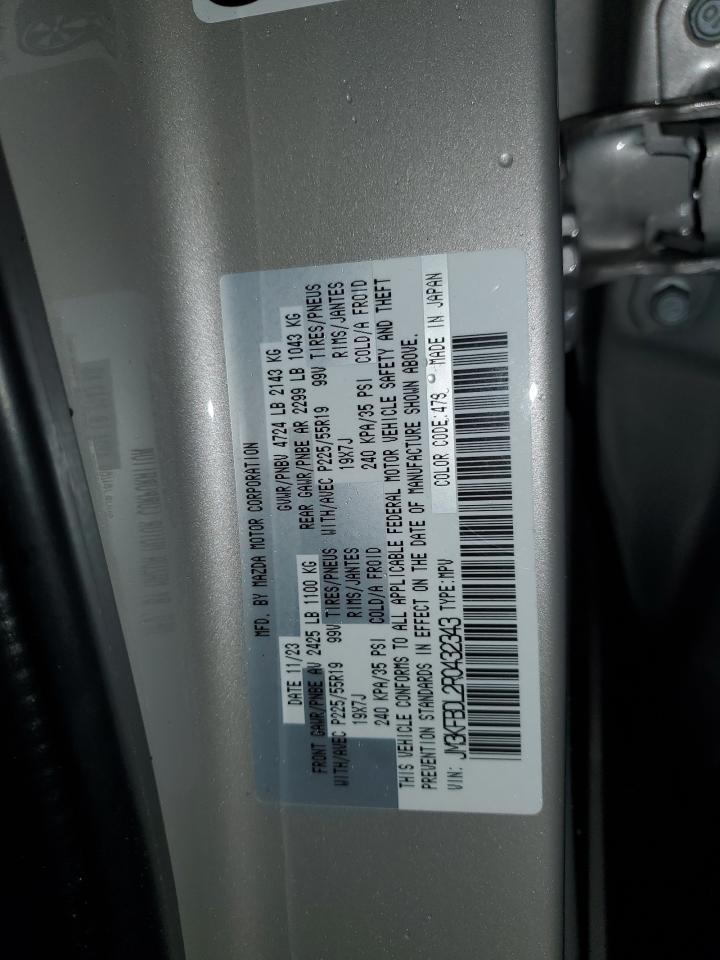 MFD. BY MAZDA MOTOR CORPORATION
DATE 11/23 GVWR/PNBV 4724 LB 2143 KG
FRONT GAWR/PNBE AV 2425 LB 1100 KG REAR GAWR/PNBE AR 2299 LB 1043 KG
WITH/AVEC P225/55R19 99V TIRES/PNEUS WITH/AVEC P225/55R19 99V TIRES/PNEUS
19X7J RIMS/JANTES 19X7J RIMS/JANTES
240 KPA/35 PSI COLD/A FROID 240 KPA/35 PSI COLD/A FROID
THIS VEHICLE CONFORMS TO ALL APPLICABLE FEDERAL MOTOR VEHICLE SAFETY AND THEFT
PREVENTION STANDARDS IN EFFECT ON THE DATE OF MANUFACTURE SHOWN ABOVE.
VIN: JM3KFBDL2R0432343 TYPE:MPV COLOR CODE:47S MADE IN JAPAN